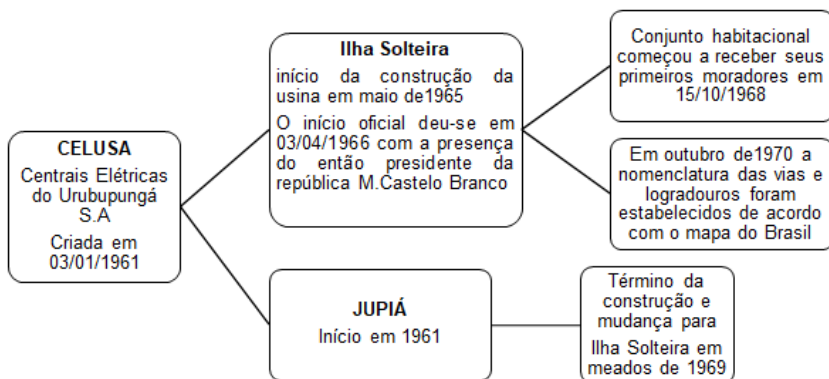 CELUSA
Centrais Elétricas
do Urubupungá
S.A
Criada em
03/01/1961
Ilha Solteira
início da construção da
usina em maio de1965
O início oficial deu-se em
03/04/1966 com a presença
do então presidente da
república M.Castelo Branco
Conjunto habitacional
começou a receber seus
primeiros moradores em
15/10/1968
Em outubro de1970 a
nomenclatura das vias e
logradouros foram
estabelecidos de acordo
com o mapa do Brasil
JUPIÁ
Início em 1961
Término da
construção e
mudança para
Ilha Solteira em
meados de 1969